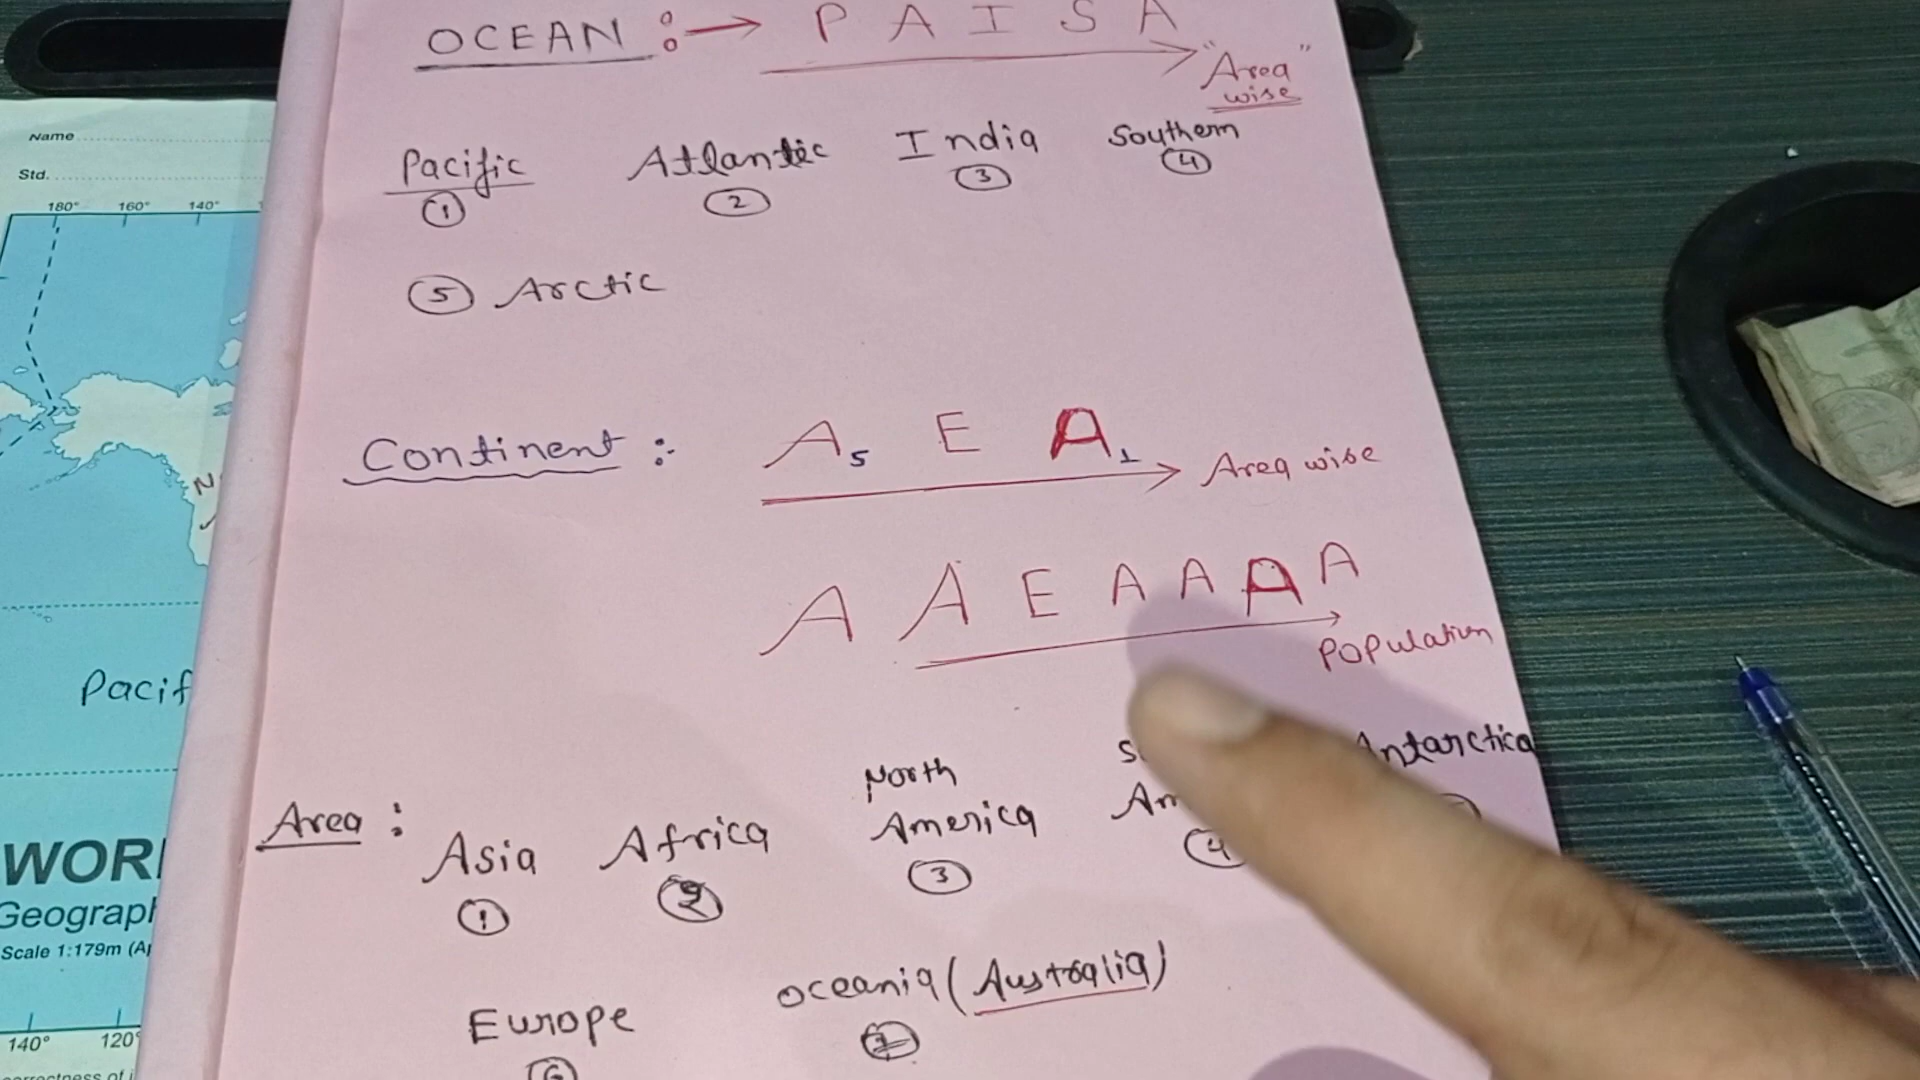 OCEAN :→ P A I S A
"Area wise"
Name
Std.
180° 160° 140°
Pacific Atlantic India Southern
① ② ③ ④
⑤ Arctic
Continent :- A5 E A1 Area wise
A A E A A A A
Population
Pacif
Area : Asia Africa North America Antarctica
① ② ③ ④
WOR
Geograph
Scale 1:179m (A
Europe Oceania (Australia)
⑥ ⑦
140° 120°